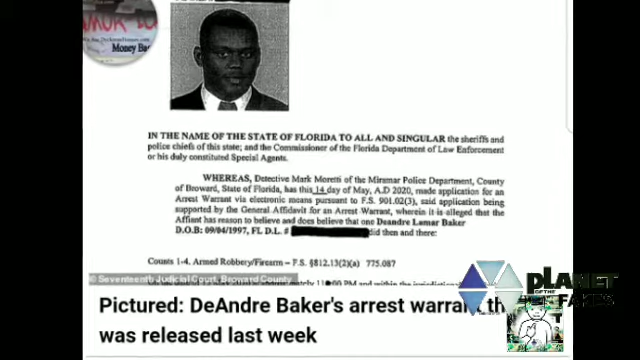 Money Ba
IN THE NAME OF THE STATE OF FLORIDA TO ALL AND SINGULAR the sheriffs and
police chiefs of this state; and the Commissioner of the Florida Department of Law Enforcement
or his duly constituted Special Agents.
WHEREAS, Detective Mark Moretti of the Miramar Police Department, County
of Broward, State of Florida, has this 14 day of May, A.D 2020, made application for an
Arrest Warrant via electronic means pursuant to F.S. 901.02(3), said application being
supported by the General Affidavit for an Arrest Warrant, wherein it is alleged that the
Affiant has reason to believe and does believe that one Deandre Lamar Baker
D.O.B: 09/04/1997, FL D.L. # did then and there:
Counts 1-4. Armed Robbery/Firearm – F.S. §812.13(2)(a) 775.087
© Seventeenth Judicial Court, Broward County
Pictured: DeAndre Baker's arrest warrant th
was released last week
PLANET
OF THE
FAKES